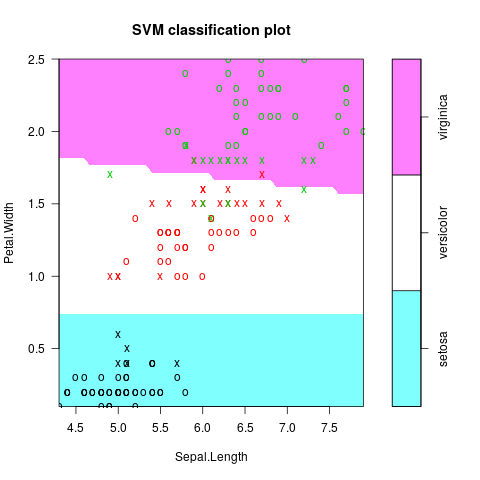 SVM classification plot
2.5
2.0
1.5
1.0
0.5
Petal.Width
4.5 5.0 5.5 6.0 6.5 7.0 7.5
Sepal.Length
virginica
versicolor
setosa